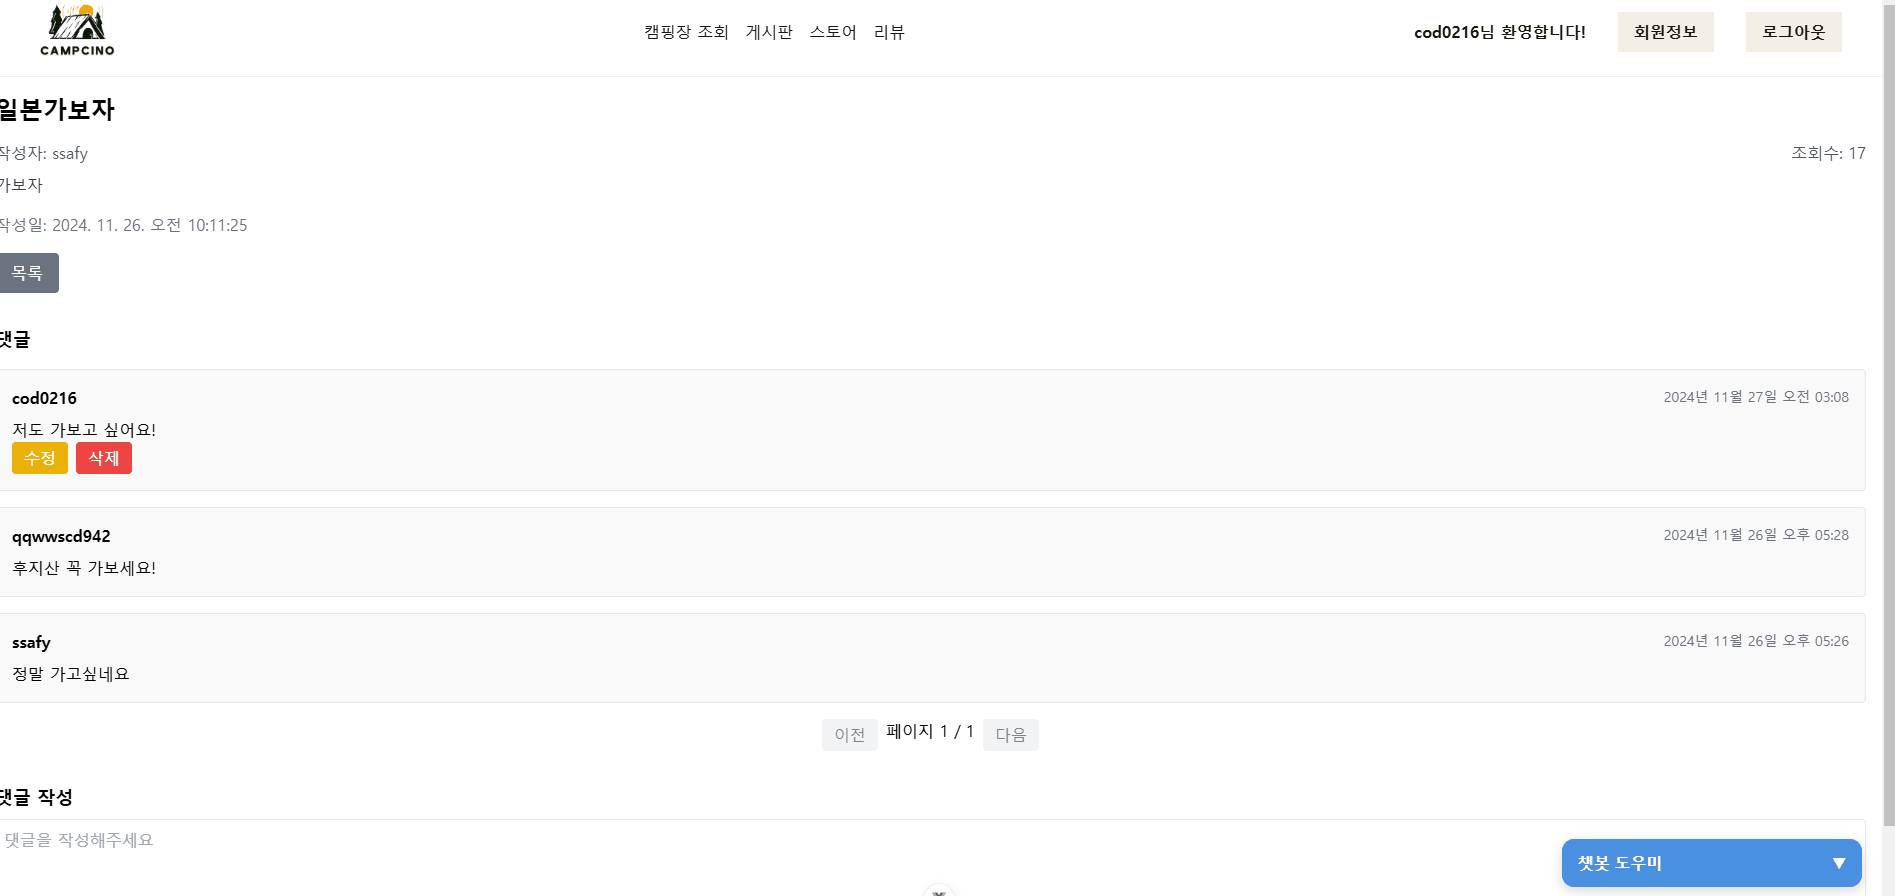 CAMPCINO
캠핑장 조회 게시판 스토어 리뷰
cod0216님 환영합니다! 회원정보 로그아웃
일본가보자
작성자: ssafy 조회수: 17
가보자
작성일: 2024. 11. 26. 오전 10:11:25
목록
댓글
cod0216 2024년 11월 27일 오전 03:08
저도 가보고 싶어요!
수정 삭제
qqwwscd942 2024년 11월 26일 오후 05:28
후지산 꼭 가보세요!
ssafy 2024년 11월 26일 오후 05:26
정말 가고싶네요
이전 페이지 1 / 1 다음
댓글 작성
댓글을 작성해주세요
챗봇 도우미 ▼